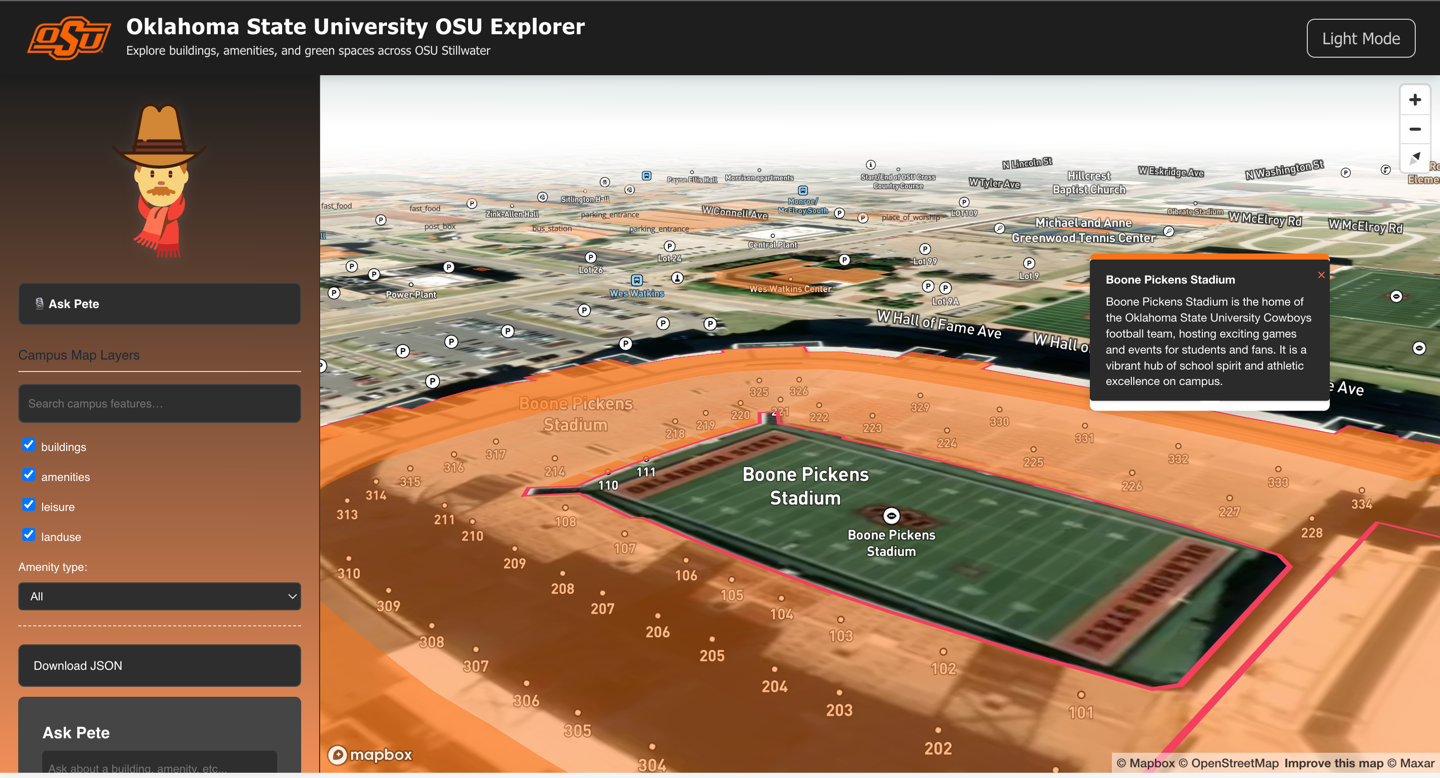 OSU
Oklahoma State University OSU Explorer
Explore buildings, amenities, and green spaces across OSU Stillwater
Light Mode
Ask Pete
Campus Map Layers
Search campus features...
buildings
amenities
leisure
landuse
Amenity type:
All
Download JSON
Ask Pete
Ask about a building, amenity, etc...
N Lincoln St
W Eskridge Ave
N Washington St
Payne Ellis Hall
Morrison apartments
Start/End of OSU Cross
Country Course
W Tyler Ave
Hillcrest
Baptist Church
Sitlington Hall
Monroe/
McElroy South
fast_food
fast_food
Zink-Allen Hall
parking_entrance
W Connell Ave
place_of_worship
LOT 109
Michael and Anne
Greenwood Tennis Center
W McElroy Rd
W McElroy Rd
post_box
bus_station
parking_entrance
Central Plant
Lot 26
Lot 24
Lot 99
Lot 9
Power Plant
Wes Watkins
Wes Watkins Center
Lot 9A
W Hall of Fame Ave
W Hall o
e Ave
Boone Pickens Stadium
×
Boone Pickens Stadium is the home of
the Oklahoma State University Cowboys
football team, hosting exciting games
and events for students and fans. It is a
vibrant hub of school spirit and athletic
excellence on campus.
Boone Pickens
Stadium
325
326
220
221
222
329
219
223
330
218
224
331
317
225
332
316
214
226
333
315
111
110
314
227
334
313
211
108
228
210
107
310
209
106
208
105
309
207
104
308
206
103
307
205
102
306
204
101
305
203
304
202
Boone Pickens
Stadium
Boone Pickens
Stadium
mapbox
© Mapbox © OpenStreetMap Improve this map © Maxar